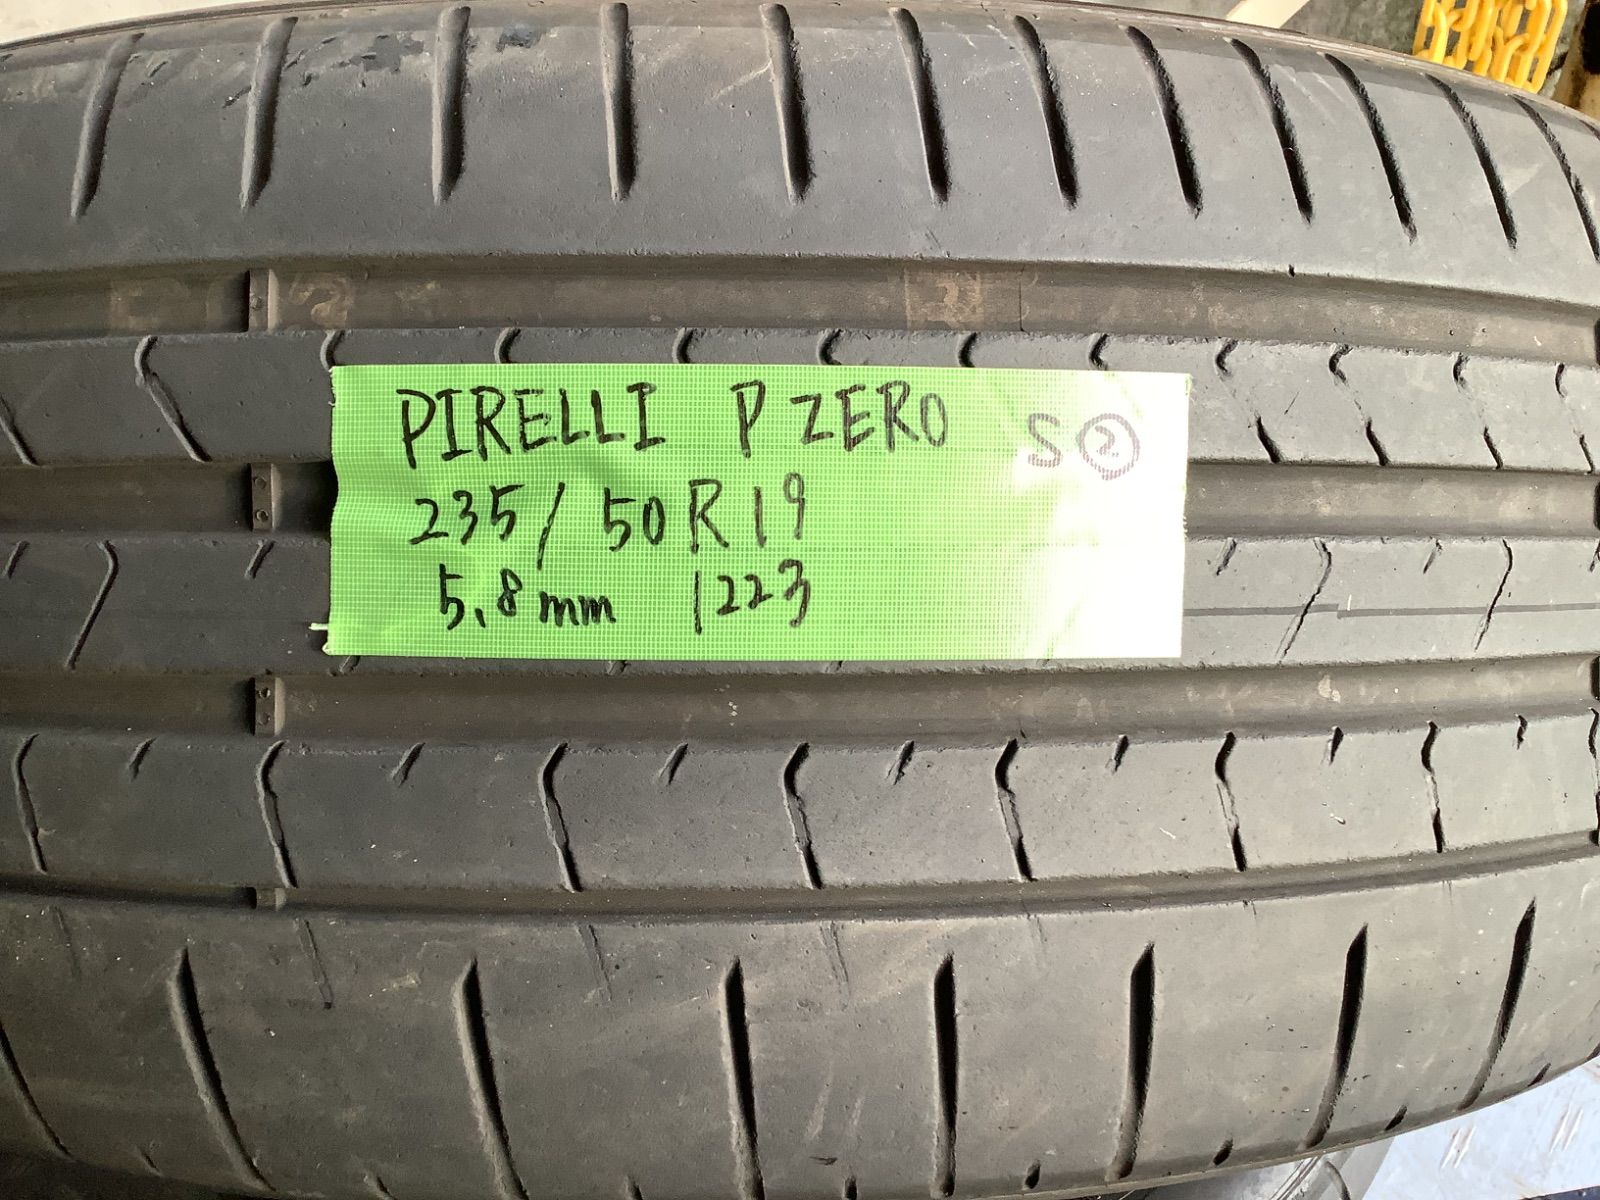 PIRELLI P ZERO S②
235/50R19
5.8mm 1223